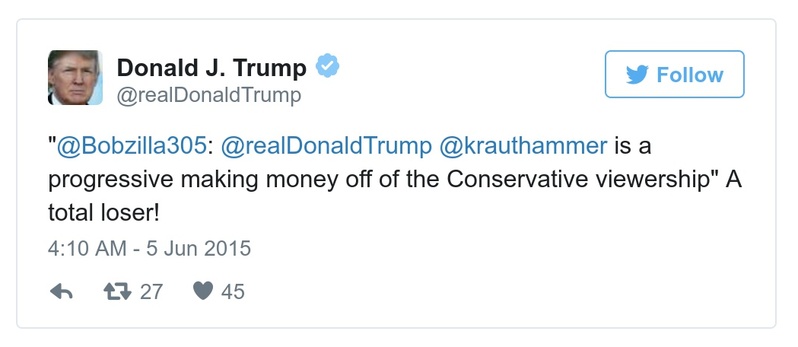 Donald J. Trump
@realDonaldTrump
Follow
"@Bobzilla305: @realDonaldTrump @krauthammer is a
progressive making money off of the Conservative viewership" A
total loser!
4:10 AM - 5 Jun 2015
27 45